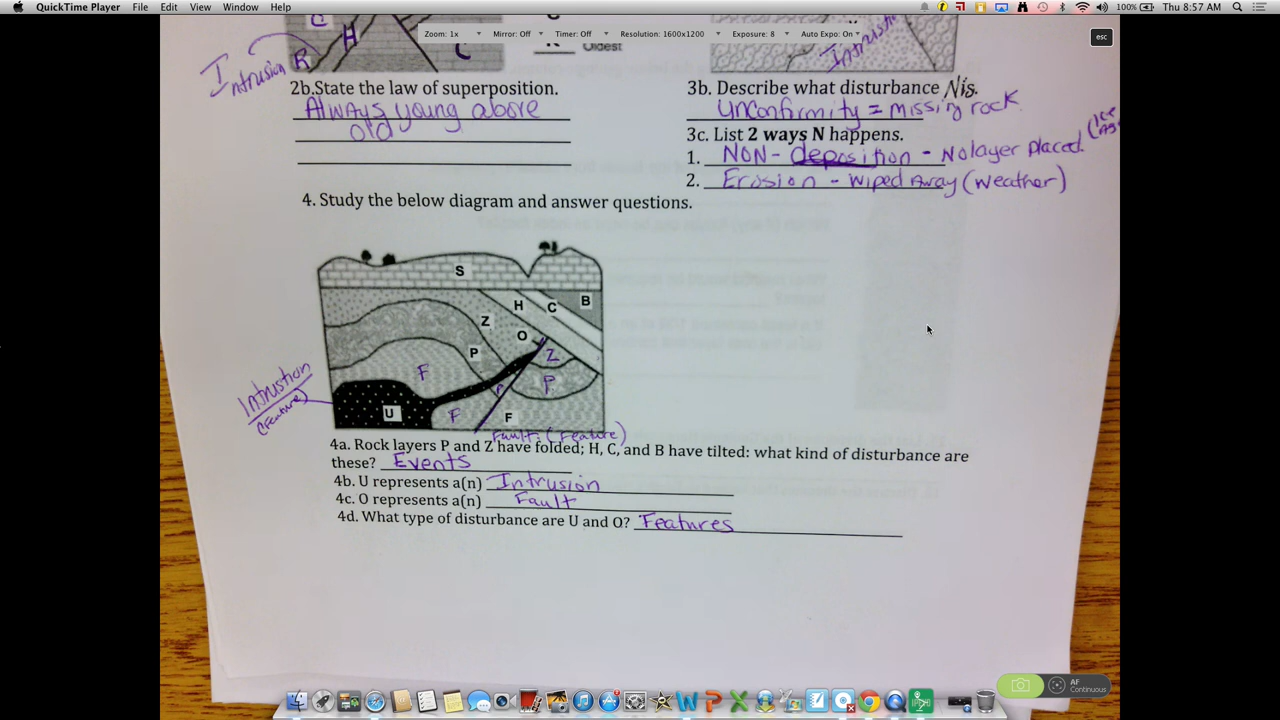 QuickTime Player File Edit View Window Help
100% Thu 8:57 AM
Zoom: 1x Mirror: Off Timer: Off Resolution: 1600x1200 Exposure: 8 Auto Expo: On
esc
C
H
R
C
Intrusion
Oldest
Intrusi
2b.State the law of superposition.
Always young above
old
3b. Describe what disturbance N is.
Unconfirmity = missing rock
3c. List 2 ways N happens.
1. NON-deposition - No layer placed.
2. Erosion - wiped Away (weather)
4. Study the below diagram and answer questions.
S
H
C
B
Z
O
P
Z
F
P
P
U
F
F
Intrustion
(Feature)
Fault (Feature)
4a. Rock layers P and Z have folded; H, C, and B have tilted: what kind of disturbance are
these? Events
4b. U represents a(n) Intrusion
4c. O represents a(n) Fault
4d. What type of disturbance are U and O? Features
AF
Continuous